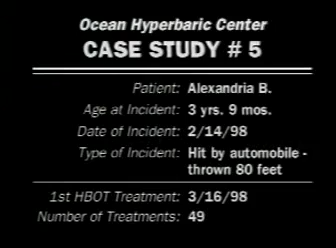 Ocean Hyperbaric Center
CASE STUDY # 5
Patient: Alexandria B.
Age at Incident: 3 yrs. 9 mos.
Date of Incident: 2/14/98
Type of Incident: Hit by automobile -
thrown 80 feet
1st HBOT Treatment: 3/16/98
Number of Treatments: 49